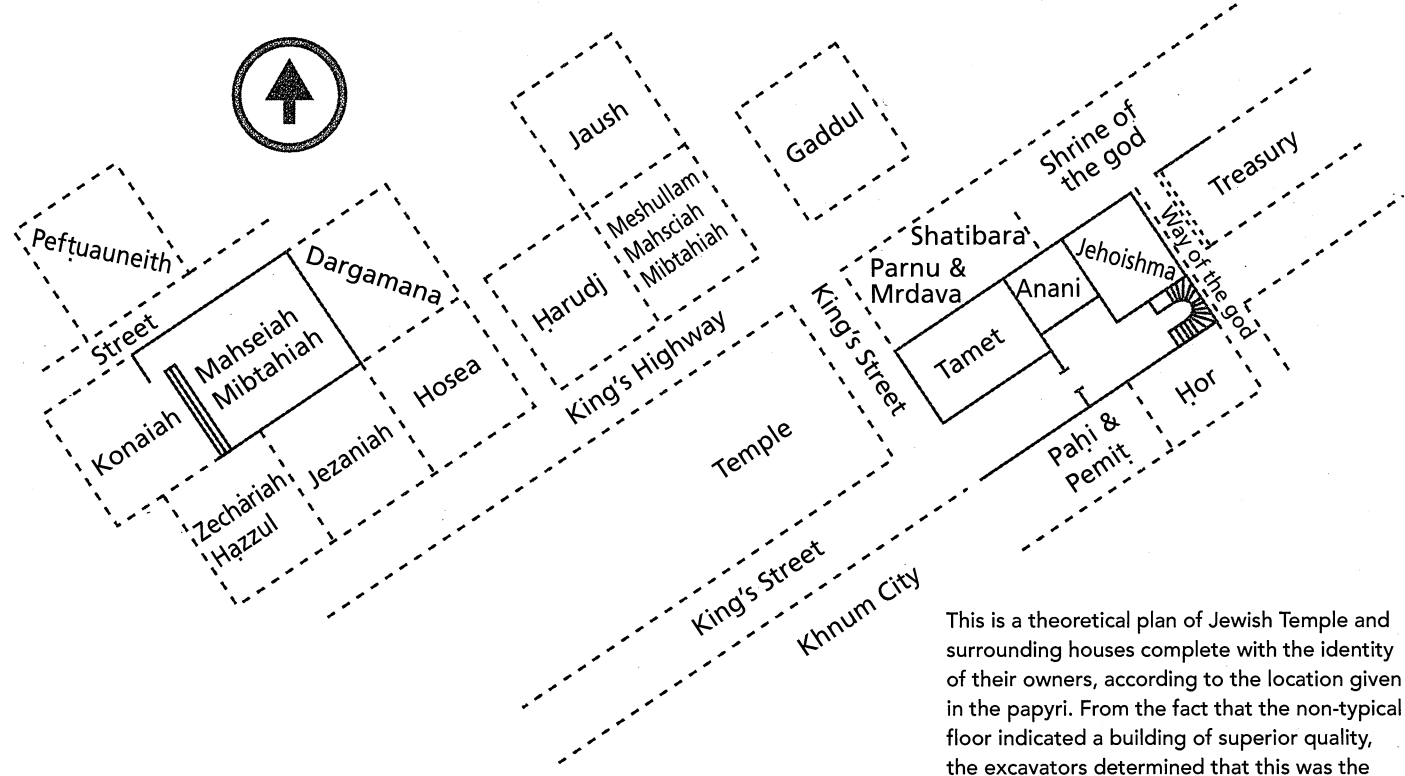 Jaush
Gaddul
Shrine of
the god
Treasury
Peftuauneith
Dargamana
Meshullam
Mahsciah
Mibtahiah
Shatibara
Parnu &
Mrdava
Anani
Jehoishma
Way of the god
Street
Mahseiah
Mibtahiah
Ḥarudj
King's Highway
King's Street
Tamet
Hosea
Konaiah
Jezaniah
Temple
Ḥor
Paḥi &
Pemiṭ
Zechariah
Ḥazzul
King's Street
Khnum City
This is a theoretical plan of Jewish Temple and
surrounding houses complete with the identity
of their owners, according to the location given
in the papyri. From the fact that the non-typical
floor indicated a building of superior quality,
the excavators determined that this was the